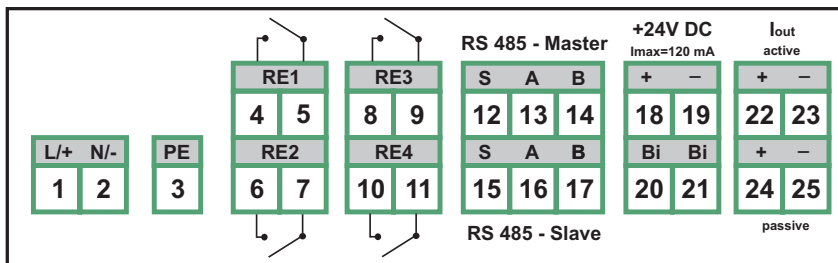 +24V DC
Iout
RS 485 - Master
Imax=120 mA
active
RE1
RE3
S A B
+ –
+ –
4 5
8 9
12 13 14
18 19
22 23
L/+ N/-
PE
RE2
RE4
S A B
Bi Bi
+ –
1 2
3
6 7
10 11
15 16 17
20 21
24 25
RS 485 - Slave
passive